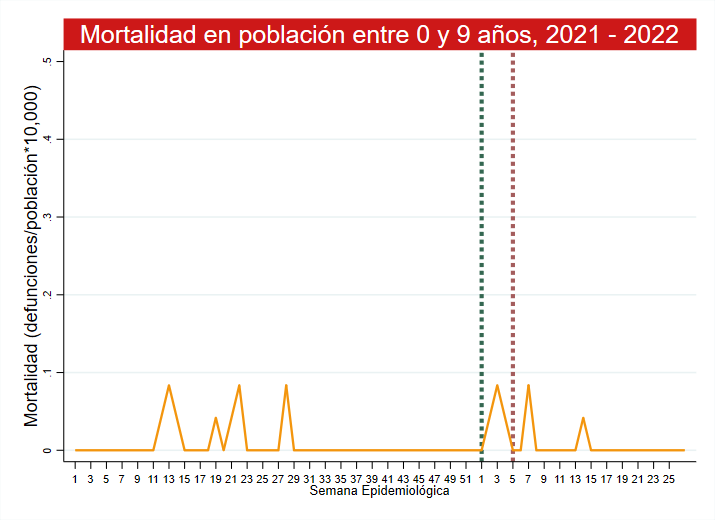 Mortalidad en población entre 0 y 9 años, 2021 - 2022
Mortalidad (defunciones/población*10,000)
.5
.4
.3
.2
.1
0
1 3 5 7 9 11 13 15 17 19 21 23 25 27 29 31 33 35 37 39 41 43 45 47 49 51 1 3 5 7 9 11 13 15 17 19 21 23 25
Semana Epidemiológica